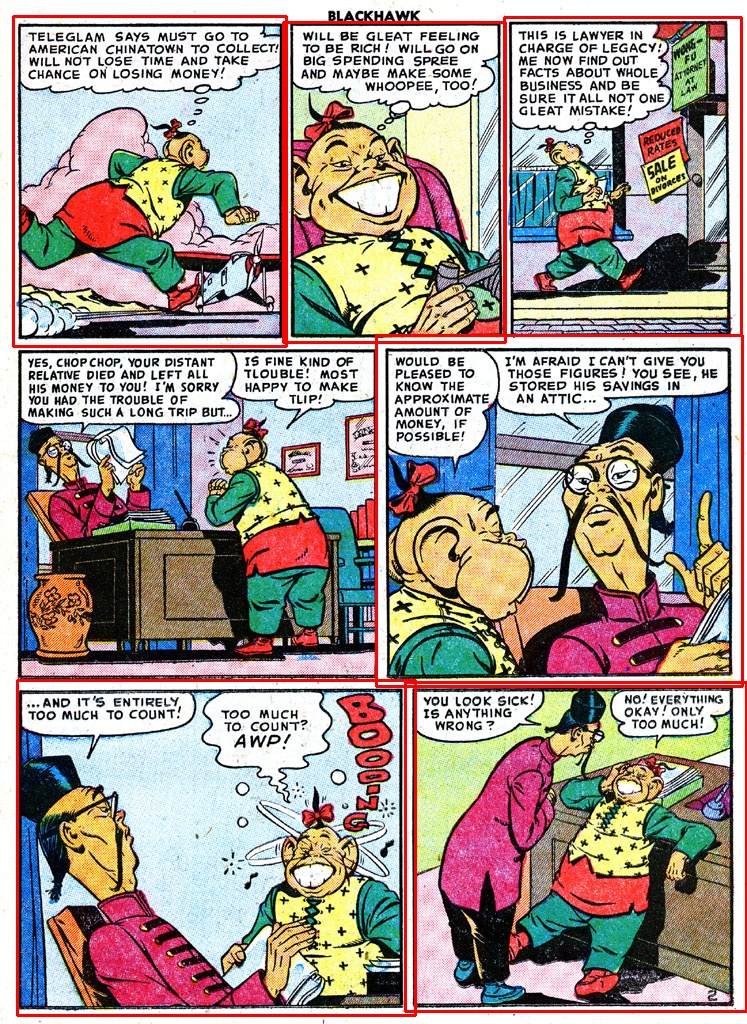 BLACKHAWK
TELEGLAM SAYS MUST GO TO
AMERICAN CHINATOWN TO COLLECT!
WILL NOT LOSE TIME AND TAKE
CHANCE ON LOSING MONEY!
WILL BE GLEAT FEELING
TO BE RICH! WILL GO ON
BIG SPENDING SPREE
AND MAYBE MAKE SOME
WHOOPEE, TOO!
THIS IS LAWYER IN
CHARGE OF LEGACY!
ME NOW FIND OUT
FACTS ABOUT WHOLE
BUSINESS AND BE
SURE IT ALL NOT ONE
GLEAT MISTAKE!
WONG-
FU
ATTORNEY
AT
LAW
REDUCED
RATES
SALE
ON
DIVORCES
YES, CHOP CHOP, YOUR DISTANT
RELATIVE DIED AND LEFT ALL
HIS MONEY TO YOU! I'M SORRY
YOU HAD THE TROUBLE OF
MAKING SUCH A LONG TRIP BUT...
IS FINE KIND OF
TLOUBLE! MOST
HAPPY TO MAKE
TLIP!
WOULD BE
PLEASED TO
KNOW THE
APPROXIMATE
AMOUNT OF
MONEY, IF
POSSIBLE!
I'M AFRAID I CAN'T GIVE YOU
THOSE FIGURES! YOU SEE, HE
STORED HIS SAVINGS IN
AN ATTIC...
...AND IT'S ENTIRELY
TOO MUCH TO COUNT!
TOO MUCH
TO COUNT?
AWP!
BOOOING
YOU LOOK SICK!
IS ANYTHING
WRONG?
NO! EVERYTHING
OKAY! ONLY
TOO MUCH!
2